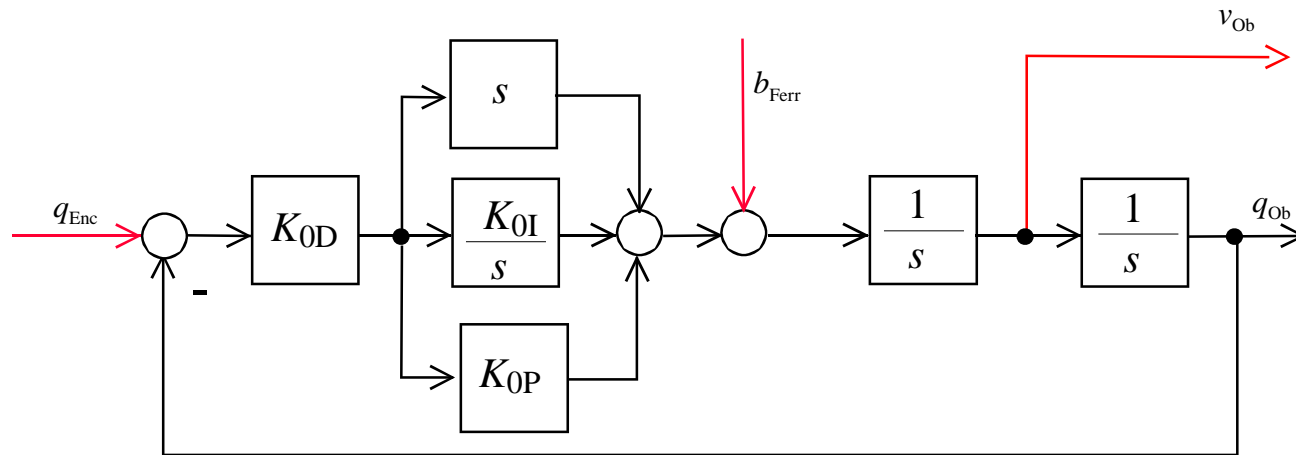 v_Ob
s
b_Ferr
q_Enc
K_0D
K_0I
s
1
s
1
s
q_Ob
-
K_0P